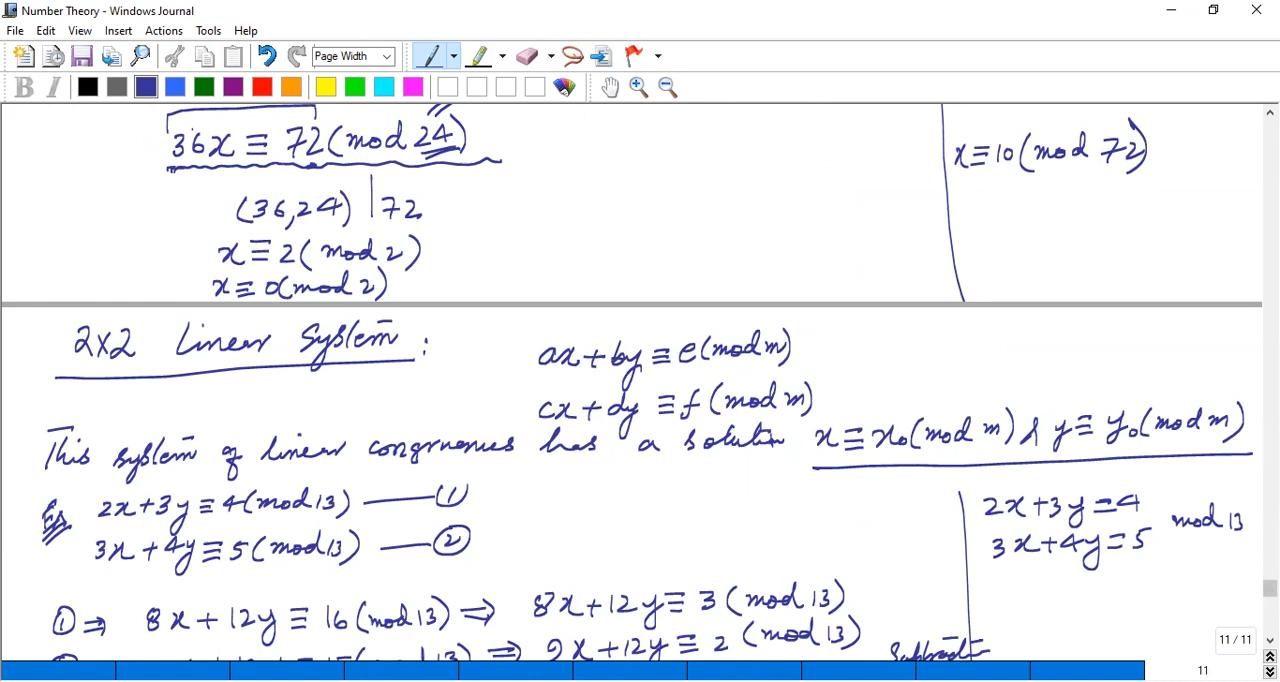 Number Theory - Windows Journal
File Edit View Insert Actions Tools Help
Page Width
B I
36x ≡ 72 (mod 24)
(36,24) | 72
x ≡ 2 (mod 2)
x ≡ 0 (mod 2)
x ≡ 10 (mod 72)
2x2 Linear System :
ax + by ≡ e (mod m)
cx + dy ≡ f (mod m)
This system of linear congruences has a solution x ≡ x₀ (mod m) & y ≡ y₀ (mod m)
Ex 2x + 3y ≡ 4 (mod 13) —— ①
3x + 4y ≡ 5 (mod 13) —— ②
2x + 3y = 4
3x + 4y = 5 mod 13
① ⇒ 8x + 12y ≡ 16 (mod 13) ⇒ 8x + 12y ≡ 3 (mod 13)
⇒ 9x + 12y ≡ 2 (mod 13)
11 / 11
11